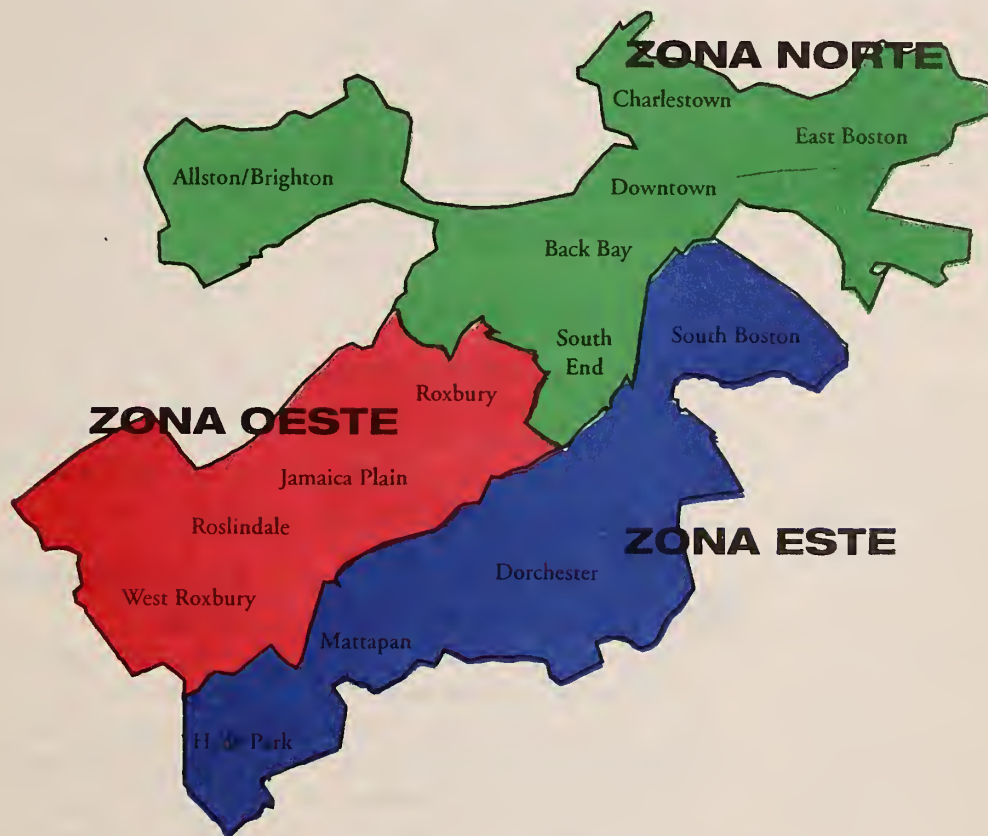 ZONA NORTE
Charlestown
East Boston
Allston/Brighton
Downtown
Back Bay
South Boston
South
End
Roxbury
ZONA OESTE
Jamaica Plain
Roslindale
ZONA ESTE
Dorchester
West Roxbury
Mattapan
Park